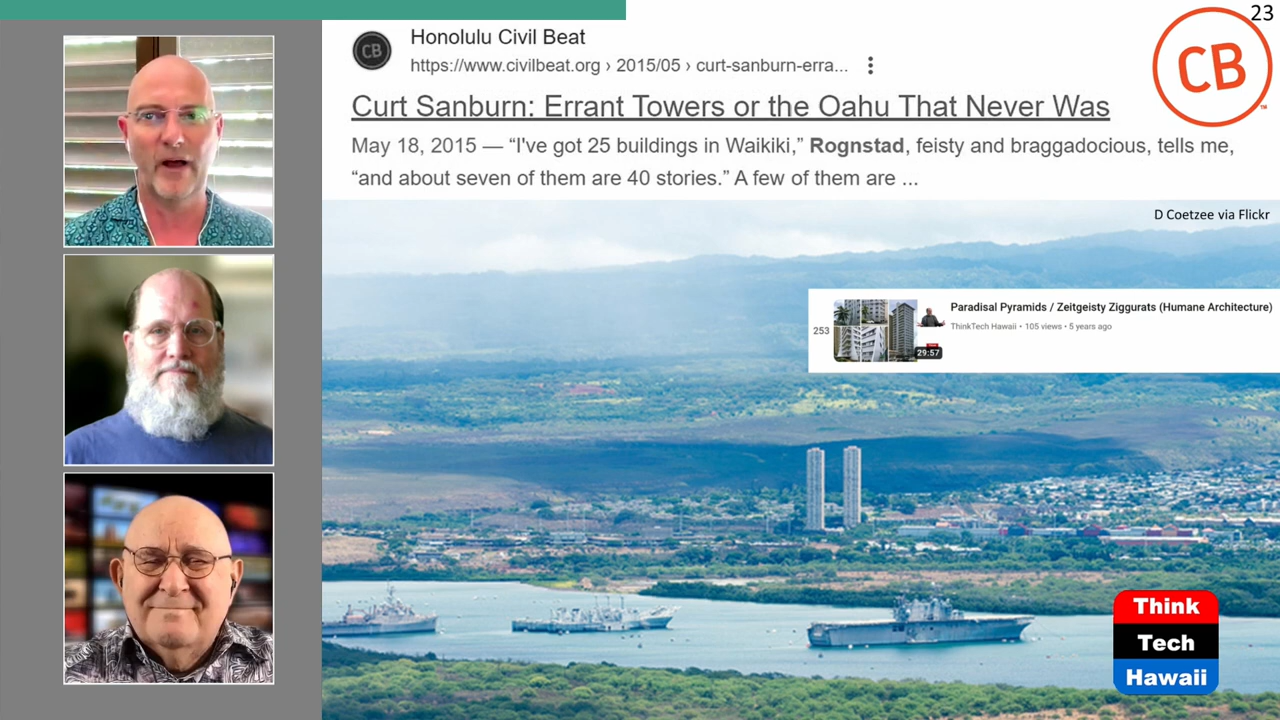 23
CB
Honolulu Civil Beat
https://www.civilbeat.org › 2015/05 › curt-sanburn-erra...
CB
TM
Curt Sanburn: Errant Towers or the Oahu That Never Was
May 18, 2015 — “I've got 25 buildings in Waikiki,” Rognstad, feisty and braggadocious, tells me,
“and about seven of them are 40 stories.” A few of them are ...
D Coetzee via Flickr
253
29:57
Paradisal Pyramids / Zeitgeisty Ziggurats (Humane Architecture)
ThinkTech Hawaii • 105 views • 5 years ago
Think
Tech
Hawaii